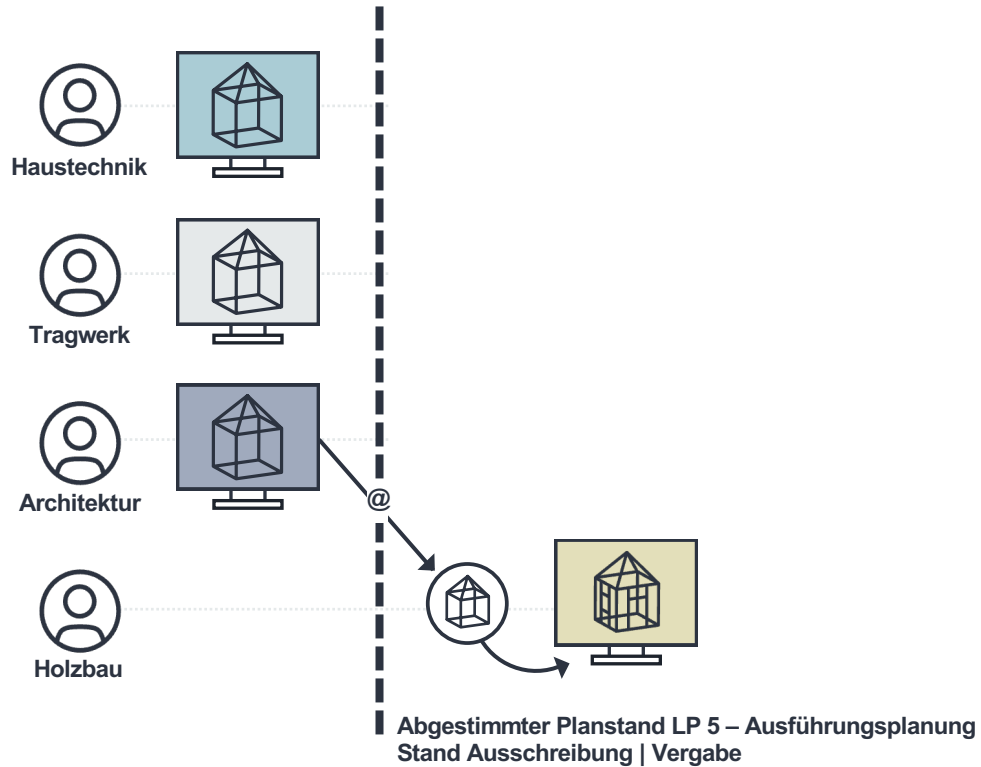 Haustechnik
Tragwerk
Architektur
@
Holzbau
Abgestimmter Planstand LP 5 – Ausführungsplanung
Stand Ausschreibung | Vergabe